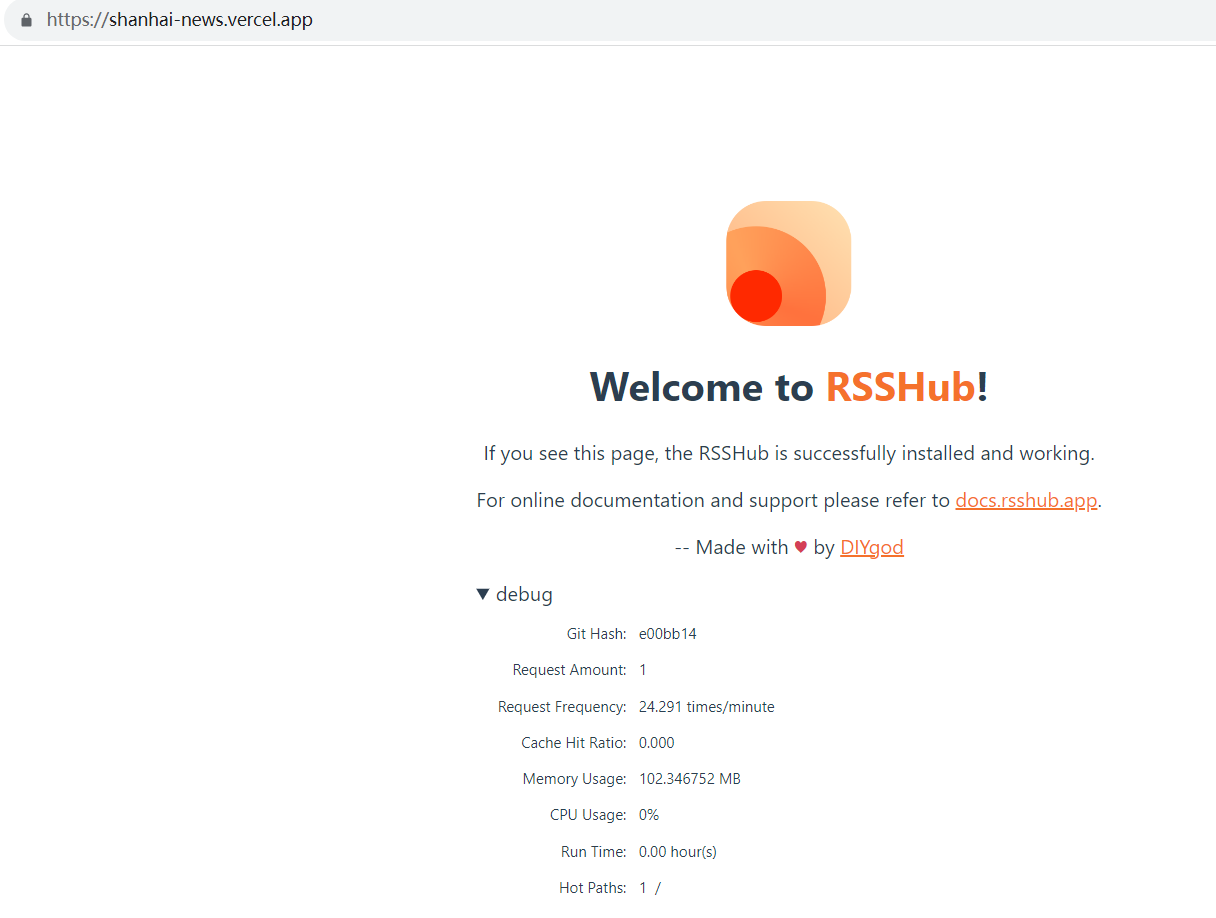 https://shanhai-news.vercel.app
Welcome to RSSHub!
If you see this page, the RSSHub is successfully installed and working.
For online documentation and support please refer to docs.rsshub.app.
-- Made with ♥ by DIYgod
▼ debug
Git Hash: e00bb14
Request Amount: 1
Request Frequency: 24.291 times/minute
Cache Hit Ratio: 0.000
Memory Usage: 102.346752 MB
CPU Usage: 0%
Run Time: 0.00 hour(s)
Hot Paths: 1 /